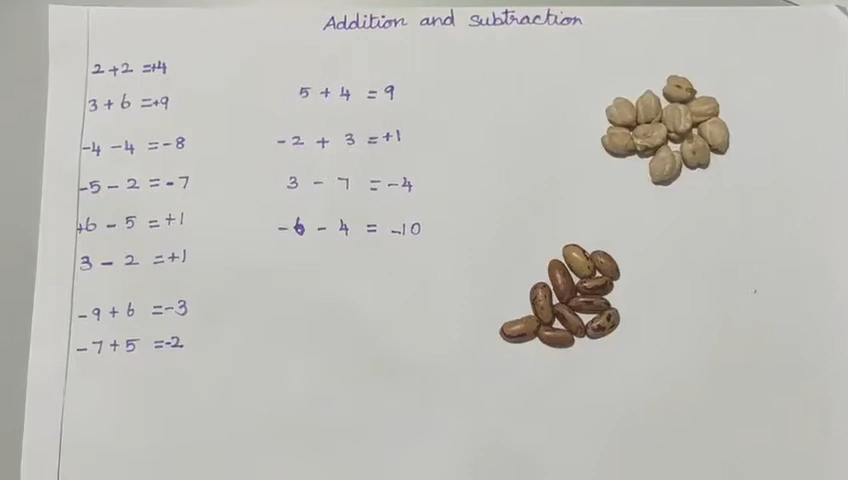 Addition and subtraction
2 + 2 = +4
3 + 6 = +9
-4 - 4 = -8
-5 - 2 = -7
+6 - 5 = +1
3 - 2 = +1
-9 + 6 = -3
-7 + 5 = -2
5 + 4 = 9
-2 + 3 = +1
3 - 7 = -4
-6 - 4 = -10